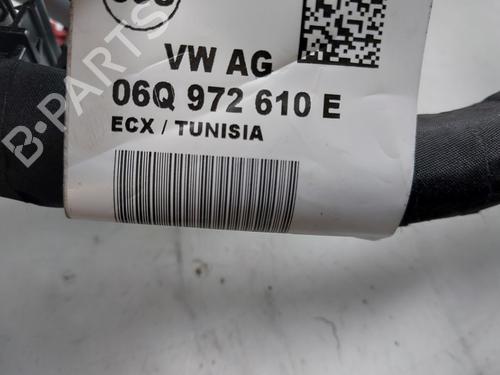 VW AG
06Q 972 610 E
ECX / TUNISIA
B-PARTS